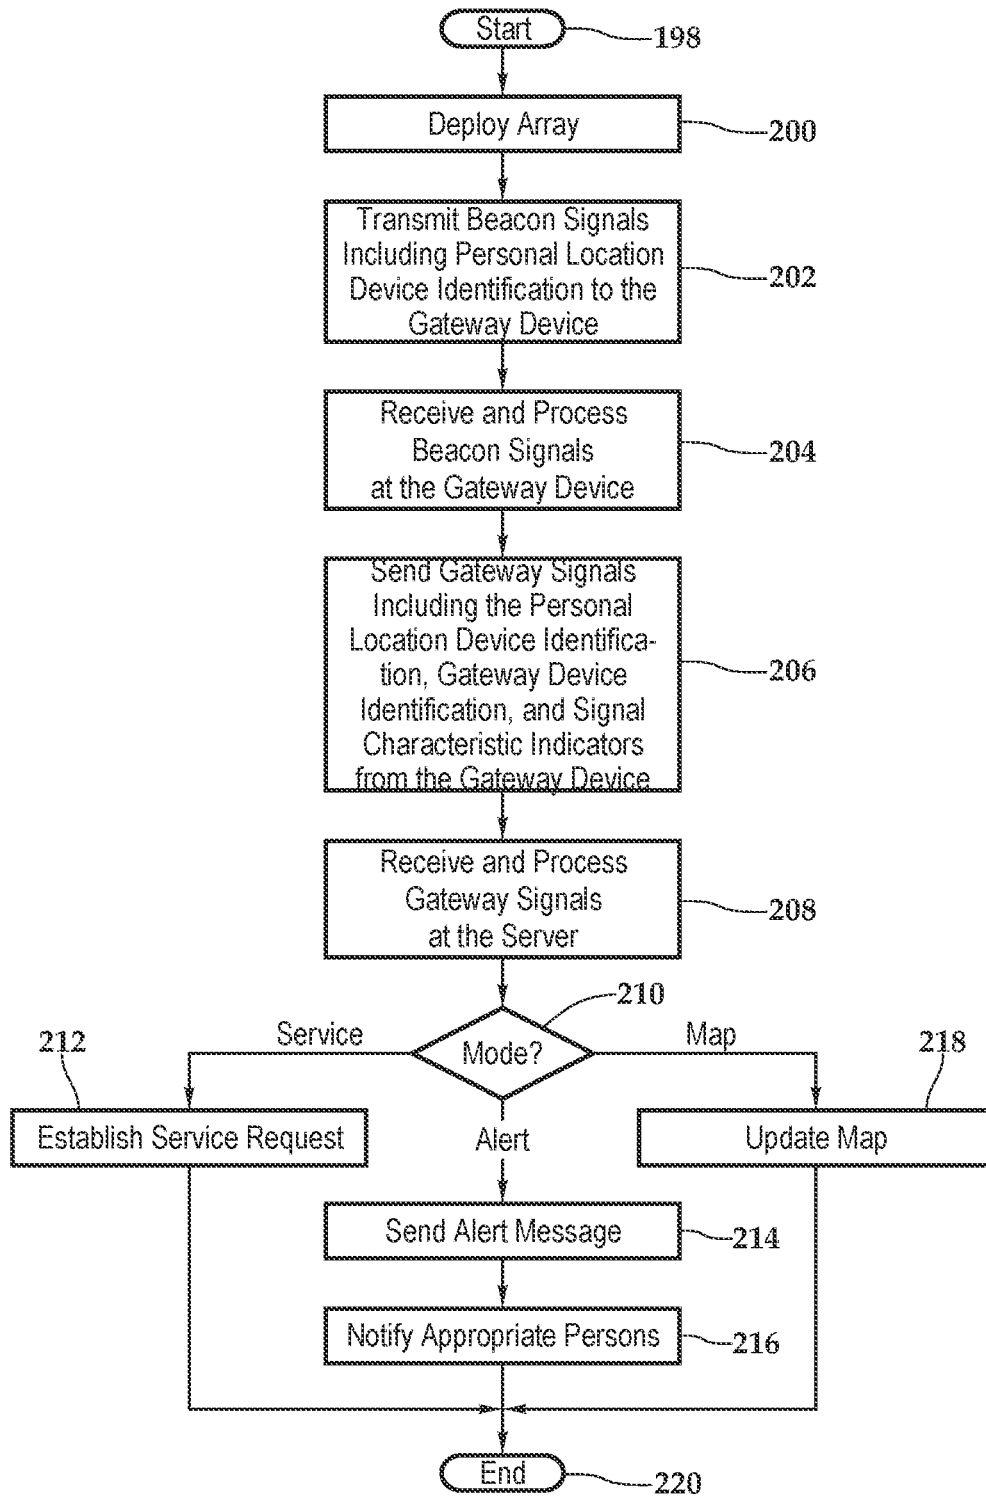 Start
198
Deploy Array
200
Transmit Beacon Signals
Including Personal Location
Device Identification to the
Gateway Device
202
Receive and Process
Beacon Signals
at the Gateway Device
204
Send Gateway Signals
Including the Personal
Location Device Identifica-
tion, Gateway Device
Identification, and Signal
Characteristic Indicators
from the Gateway Device
206
Receive and Process
Gateway Signals
at the Server
208
210
Mode?
Service
Map
212
218
Establish Service Request
Alert
Update Map
Send Alert Message
214
Notify Appropriate Persons
216
End
220